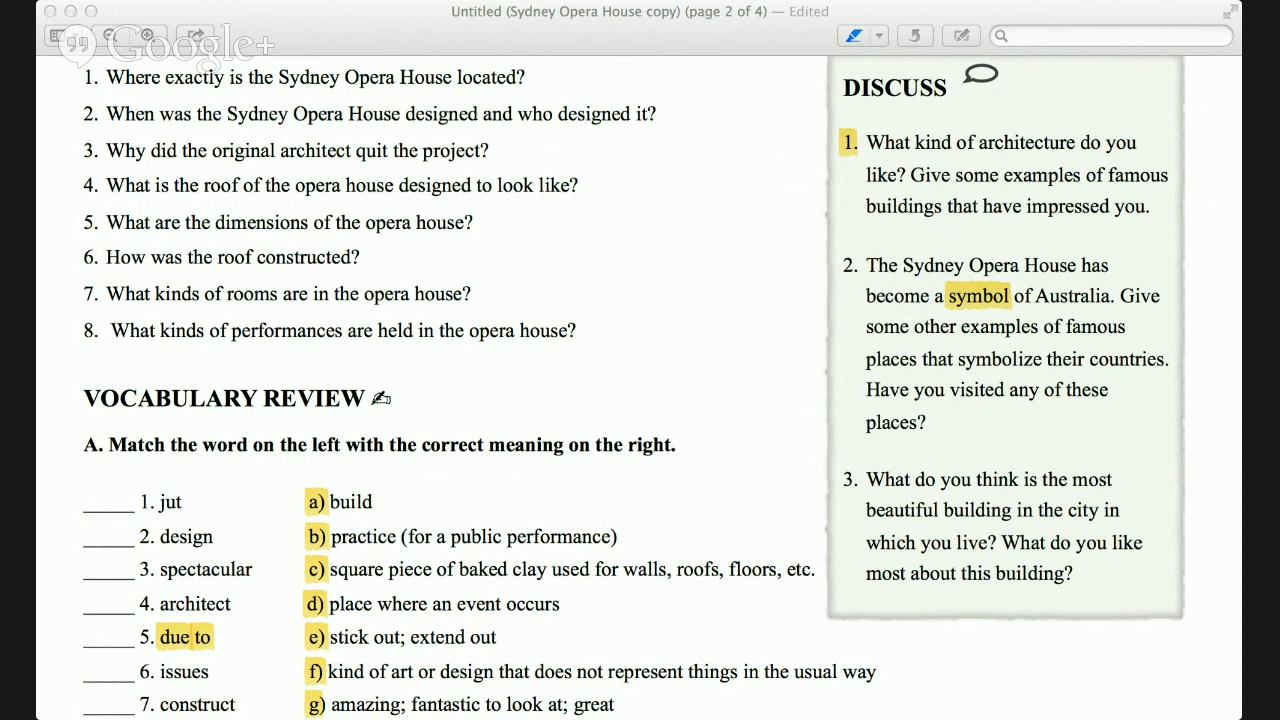 Untitled (Sydney Opera House copy) (page 2 of 4) — Edited
Google+
1. Where exactly is the Sydney Opera House located?
2. When was the Sydney Opera House designed and who designed it?
3. Why did the original architect quit the project?
4. What is the roof of the opera house designed to look like?
5. What are the dimensions of the opera house?
6. How was the roof constructed?
7. What kinds of rooms are in the opera house?
8. What kinds of performances are held in the opera house?
VOCABULARY REVIEW
A. Match the word on the left with the correct meaning on the right.
_____ 1. jut a) build
_____ 2. design b) practice (for a public performance)
_____ 3. spectacular c) square piece of baked clay used for walls, roofs, floors, etc.
_____ 4. architect d) place where an event occurs
_____ 5. due to e) stick out; extend out
_____ 6. issues f) kind of art or design that does not represent things in the usual way
_____ 7. construct g) amazing; fantastic to look at; great
DISCUSS
1. What kind of architecture do you
like? Give some examples of famous
buildings that have impressed you.
2. The Sydney Opera House has
become a symbol of Australia. Give
some other examples of famous
places that symbolize their countries.
Have you visited any of these
places?
3. What do you think is the most
beautiful building in the city in
which you live? What do you like
most about this building?